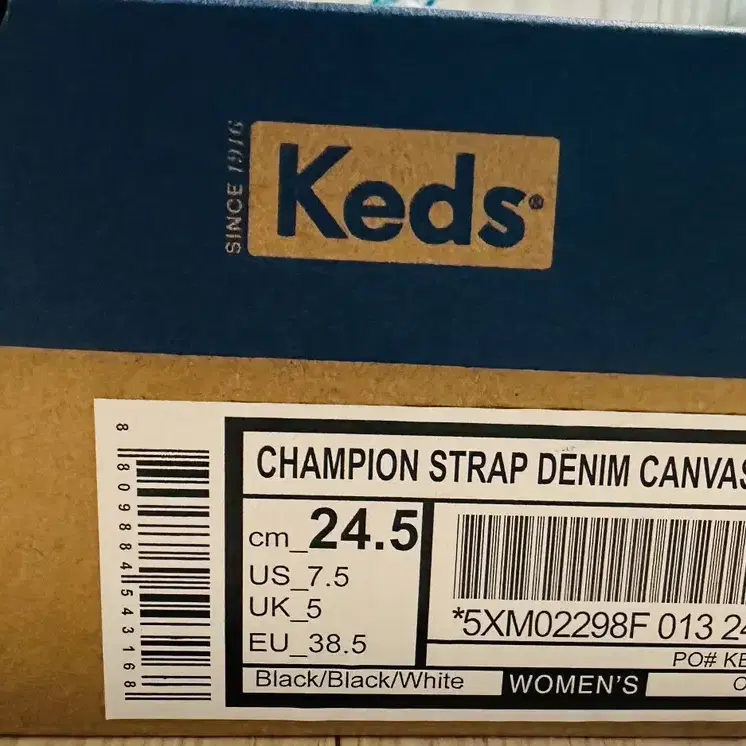 SINCE 1916
Keds®
8 809884 543168
CHAMPION STRAP DENIM CANVAS
cm_24.5
US_7.5
UK_5
EU_38.5
*5XM02298F 013 24
PO# KE
Black/Black/White
WOMEN'S